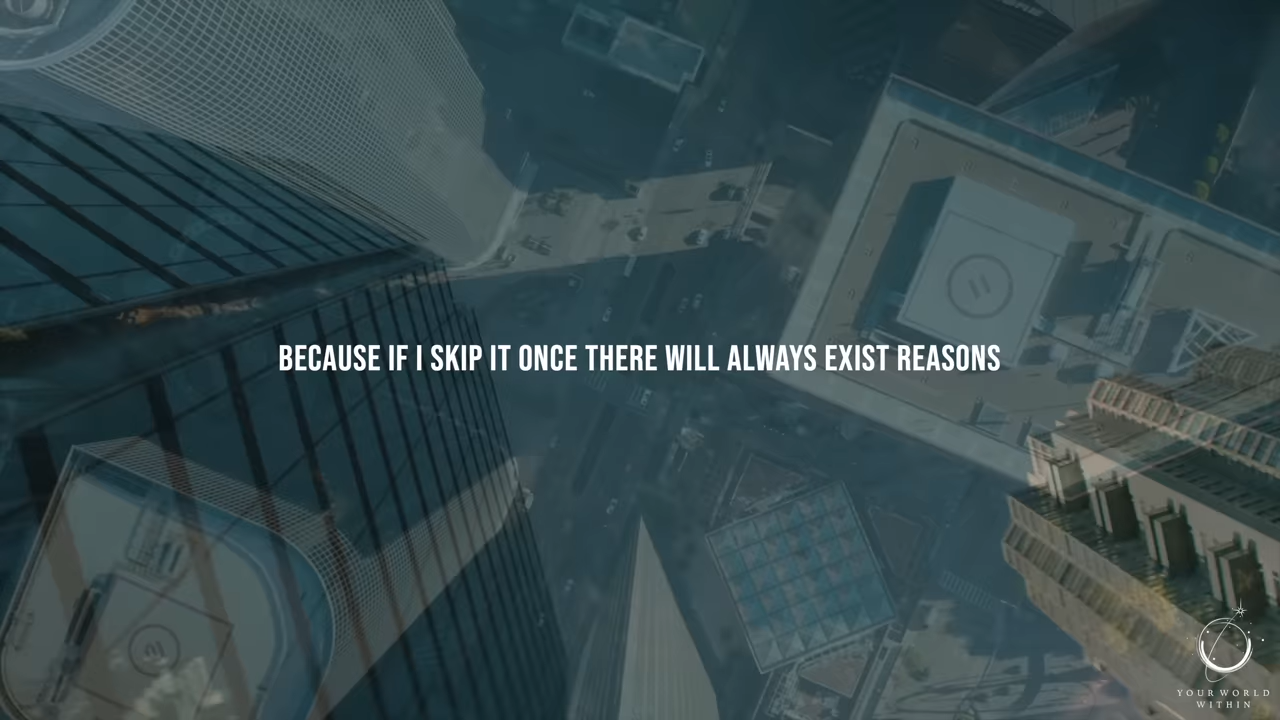 BECAUSE IF I SKIP IT ONCE THERE WILL ALWAYS EXIST REASONS
YOUR WORLD
WITHIN